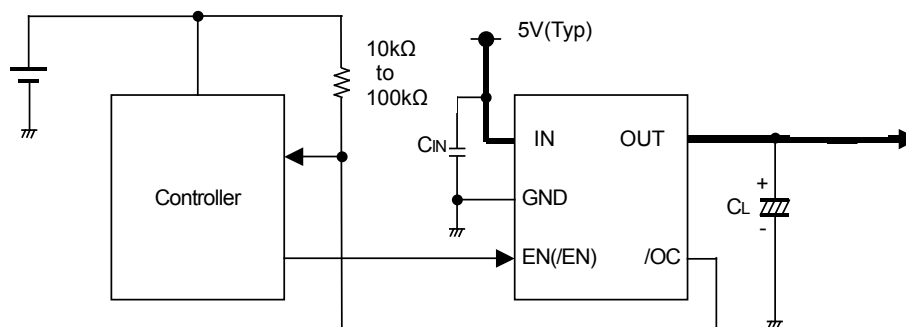 5V(Typ)
10kΩ
to
100kΩ
CIN
IN
OUT
Controller
GND
CL
+
-
EN(/EN)
/OC